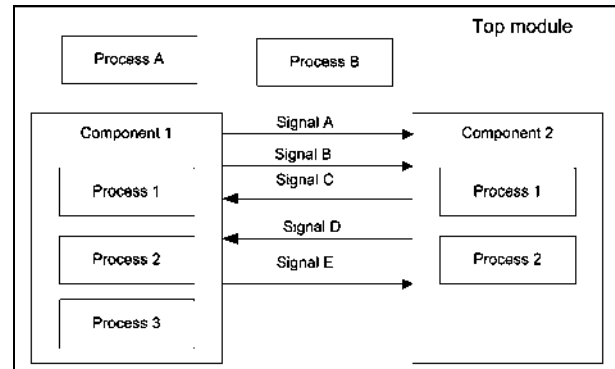 Top module
Process A
Process B
Component 1
Signal A
Component 2
Signal B
Process 1
Signal C
Process 1
Signal D
Process 2
Signal E
Process 2
Process 3